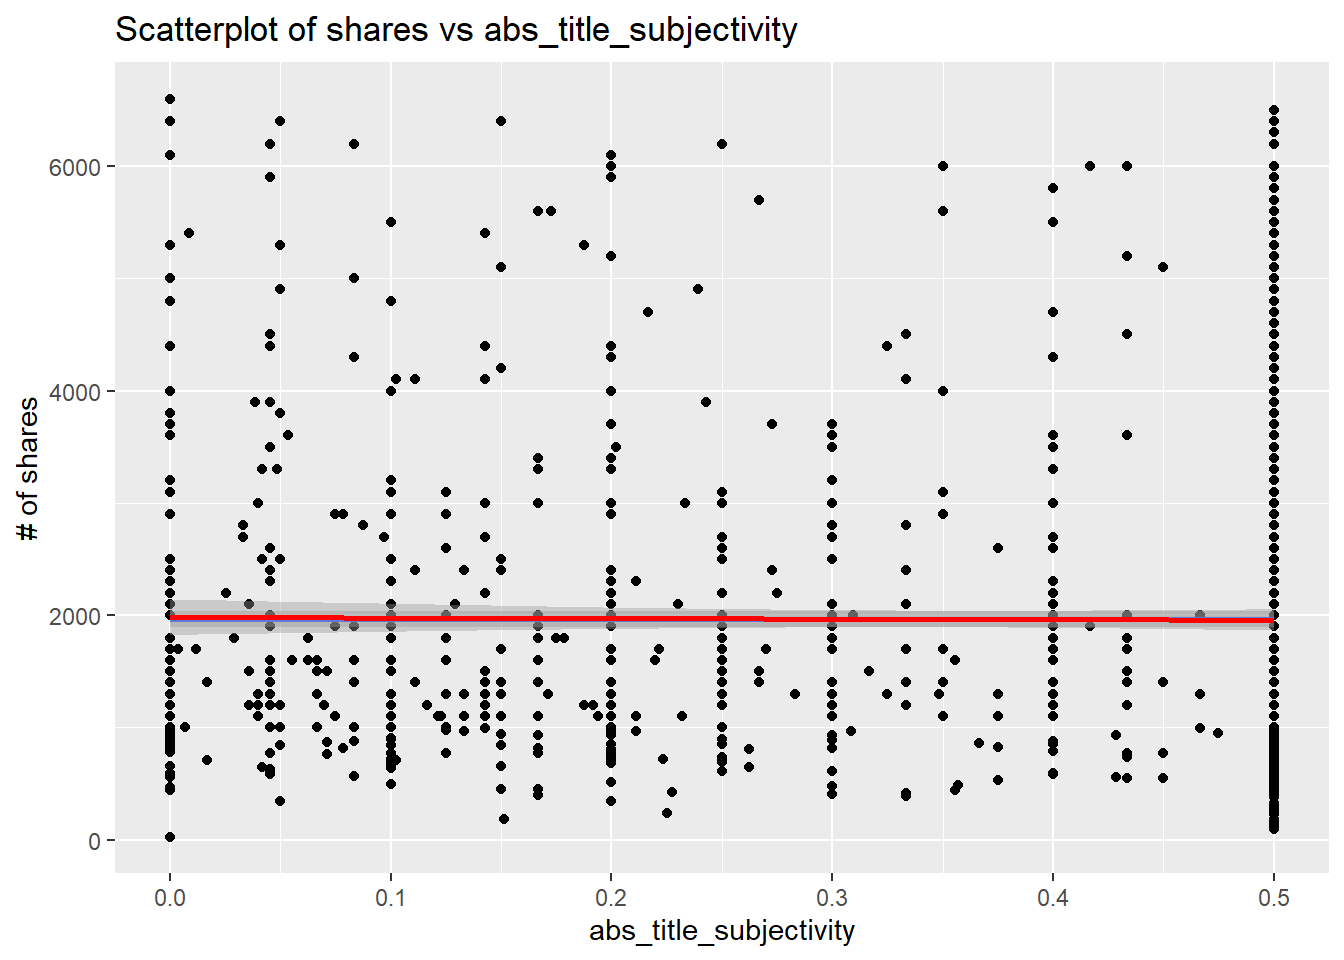 Scatterplot of shares vs abs_title_subjectivity
# of shares
6000
4000
2000
0
0.0 0.1 0.2 0.3 0.4 0.5
abs_title_subjectivity